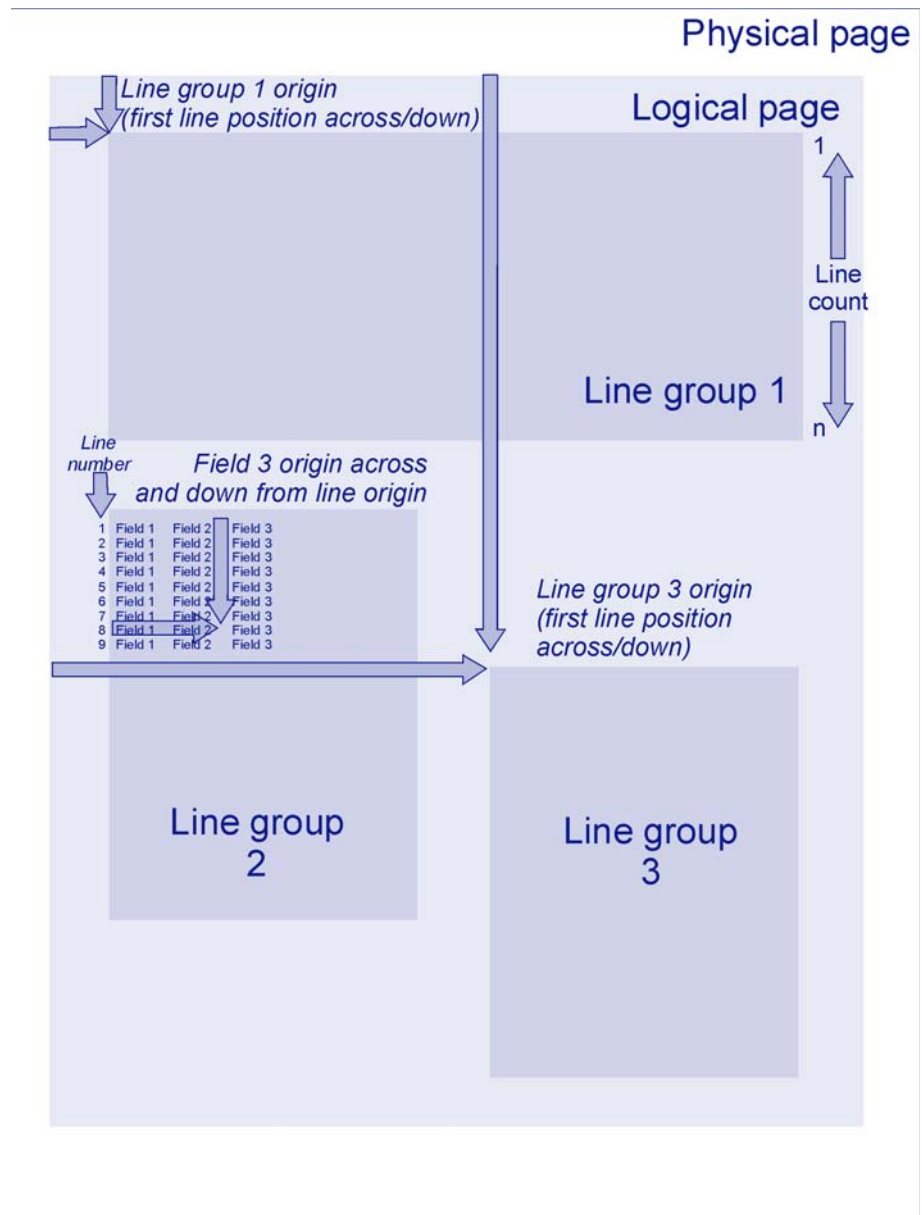 Physical page
Line group 1 origin
(first line position across/down)
Logical page
1
Line
count
n
Line group 1
Line
number
Field 3 origin across
and down from line origin
1 Field 1 Field 2 Field 3
2 Field 1 Field 2 Field 3
3 Field 1 Field 2 Field 3
4 Field 1 Field 2 Field 3
5 Field 1 Field 2 Field 3
6 Field 1 Field 2 Field 3
7 Field 1 Field 2 Field 3
8 Field 1 Field 2 Field 3
9 Field 1 Field 2 Field 3
Line group 3 origin
(first line position
across/down)
Line group
2
Line group
3